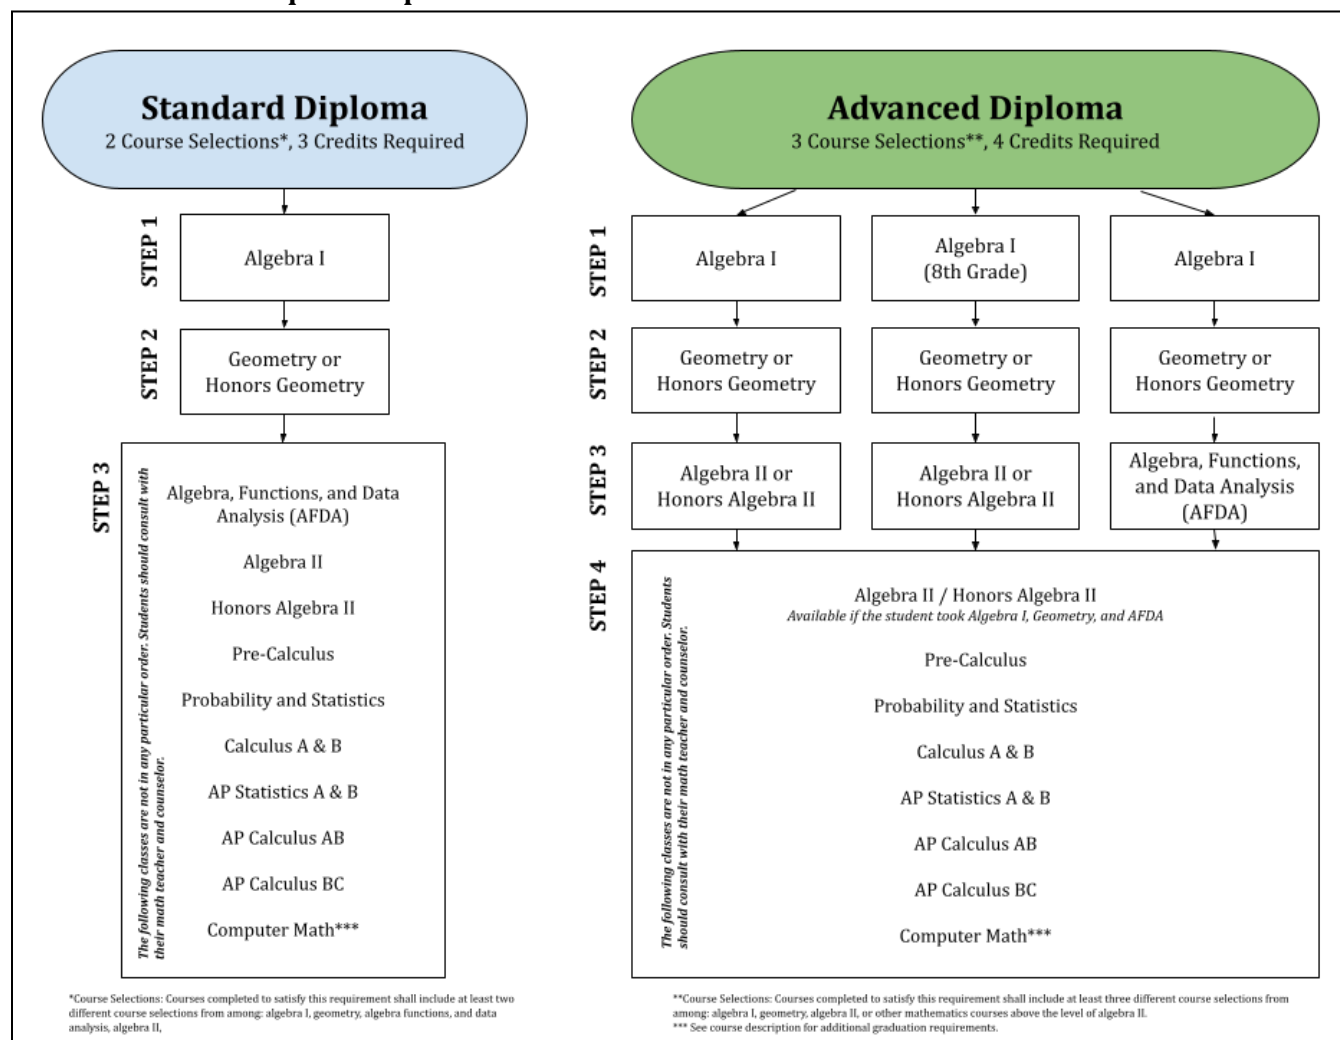 Standard Diploma
2 Course Selections*, 3 Credits Required
STEP 1
Algebra I
STEP 2
Geometry or
Honors Geometry
STEP 3
The following classes are not in any particular order. Students should consult with
their math teacher and counselor.
Algebra, Functions, and Data
Analysis (AFDA)
Algebra II
Honors Algebra II
Pre-Calculus
Probability and Statistics
Calculus A & B
AP Statistics A & B
AP Calculus AB
AP Calculus BC
Computer Math***
*Course Selections: Courses completed to satisfy this requirement shall include at least two
different course selections from among: algebra I, geometry, algebra functions, and data
analysis, algebra II,
Advanced Diploma
3 Course Selections**, 4 Credits Required
STEP 1
Algebra I
Algebra I
(8th Grade)
Algebra I
STEP 2
Geometry or
Honors Geometry
Geometry or
Honors Geometry
Geometry or
Honors Geometry
STEP 3
Algebra II or
Honors Algebra II
Algebra II or
Honors Algebra II
Algebra, Functions,
and Data Analysis
(AFDA)
STEP 4
The following classes are not in any particular order. Students
should consult with their math teacher and counselor.
Algebra II / Honors Algebra II
Available if the student took Algebra I, Geometry, and AFDA
Pre-Calculus
Probability and Statistics
Calculus A & B
AP Statistics A & B
AP Calculus AB
AP Calculus BC
Computer Math***
**Course Selections: Courses completed to satisfy this requirement shall include at least three different course selections from
among: algebra I, geometry, algebra II, or other mathematics courses above the level of algebra II.
*** See course description for additional graduation requirements.